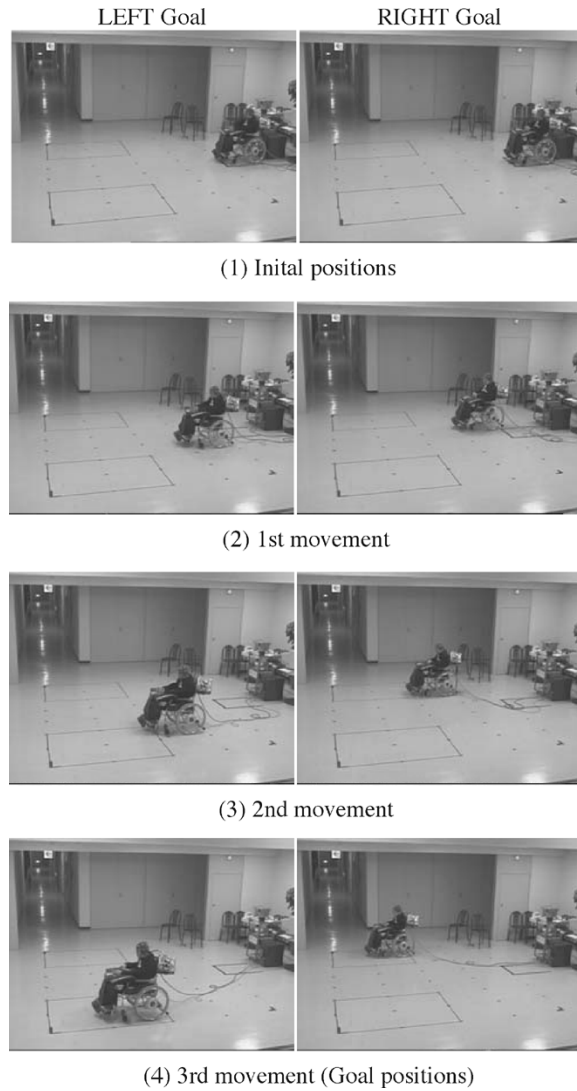 LEFT Goal RIGHT Goal
(1) Inital positions
(2) 1st movement
(3) 2nd movement
(4) 3rd movement (Goal positions)